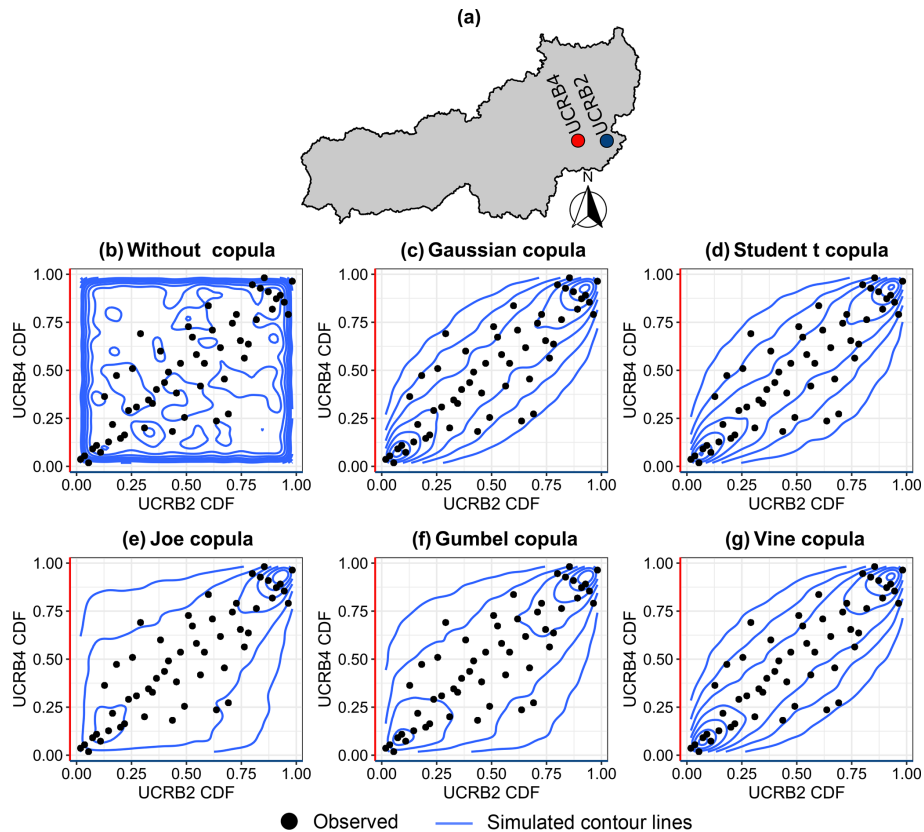 (a)
UCRB4
UCRB2
N
(b) Without copula
(c) Gaussian copula
(d) Student t copula
UCRB4 CDF
1.00
0.75
0.50
0.25
0.00
0.00 0.25 0.50 0.75 1.00
UCRB2 CDF
UCRB4 CDF
1.00
0.75
0.50
0.25
0.00
0.00 0.25 0.50 0.75 1.00
UCRB2 CDF
UCRB4 CDF
1.00
0.75
0.50
0.25
0.00
0.00 0.25 0.50 0.75 1.00
UCRB2 CDF
(e) Joe copula
(f) Gumbel copula
(g) Vine copula
UCRB4 CDF
1.00
0.75
0.50
0.25
0.00
0.00 0.25 0.50 0.75 1.00
UCRB2 CDF
UCRB4 CDF
1.00
0.75
0.50
0.25
0.00
0.00 0.25 0.50 0.75 1.00
UCRB2 CDF
UCRB4 CDF
1.00
0.75
0.50
0.25
0.00
0.00 0.25 0.50 0.75 1.00
UCRB2 CDF
Observed
Simulated contour lines